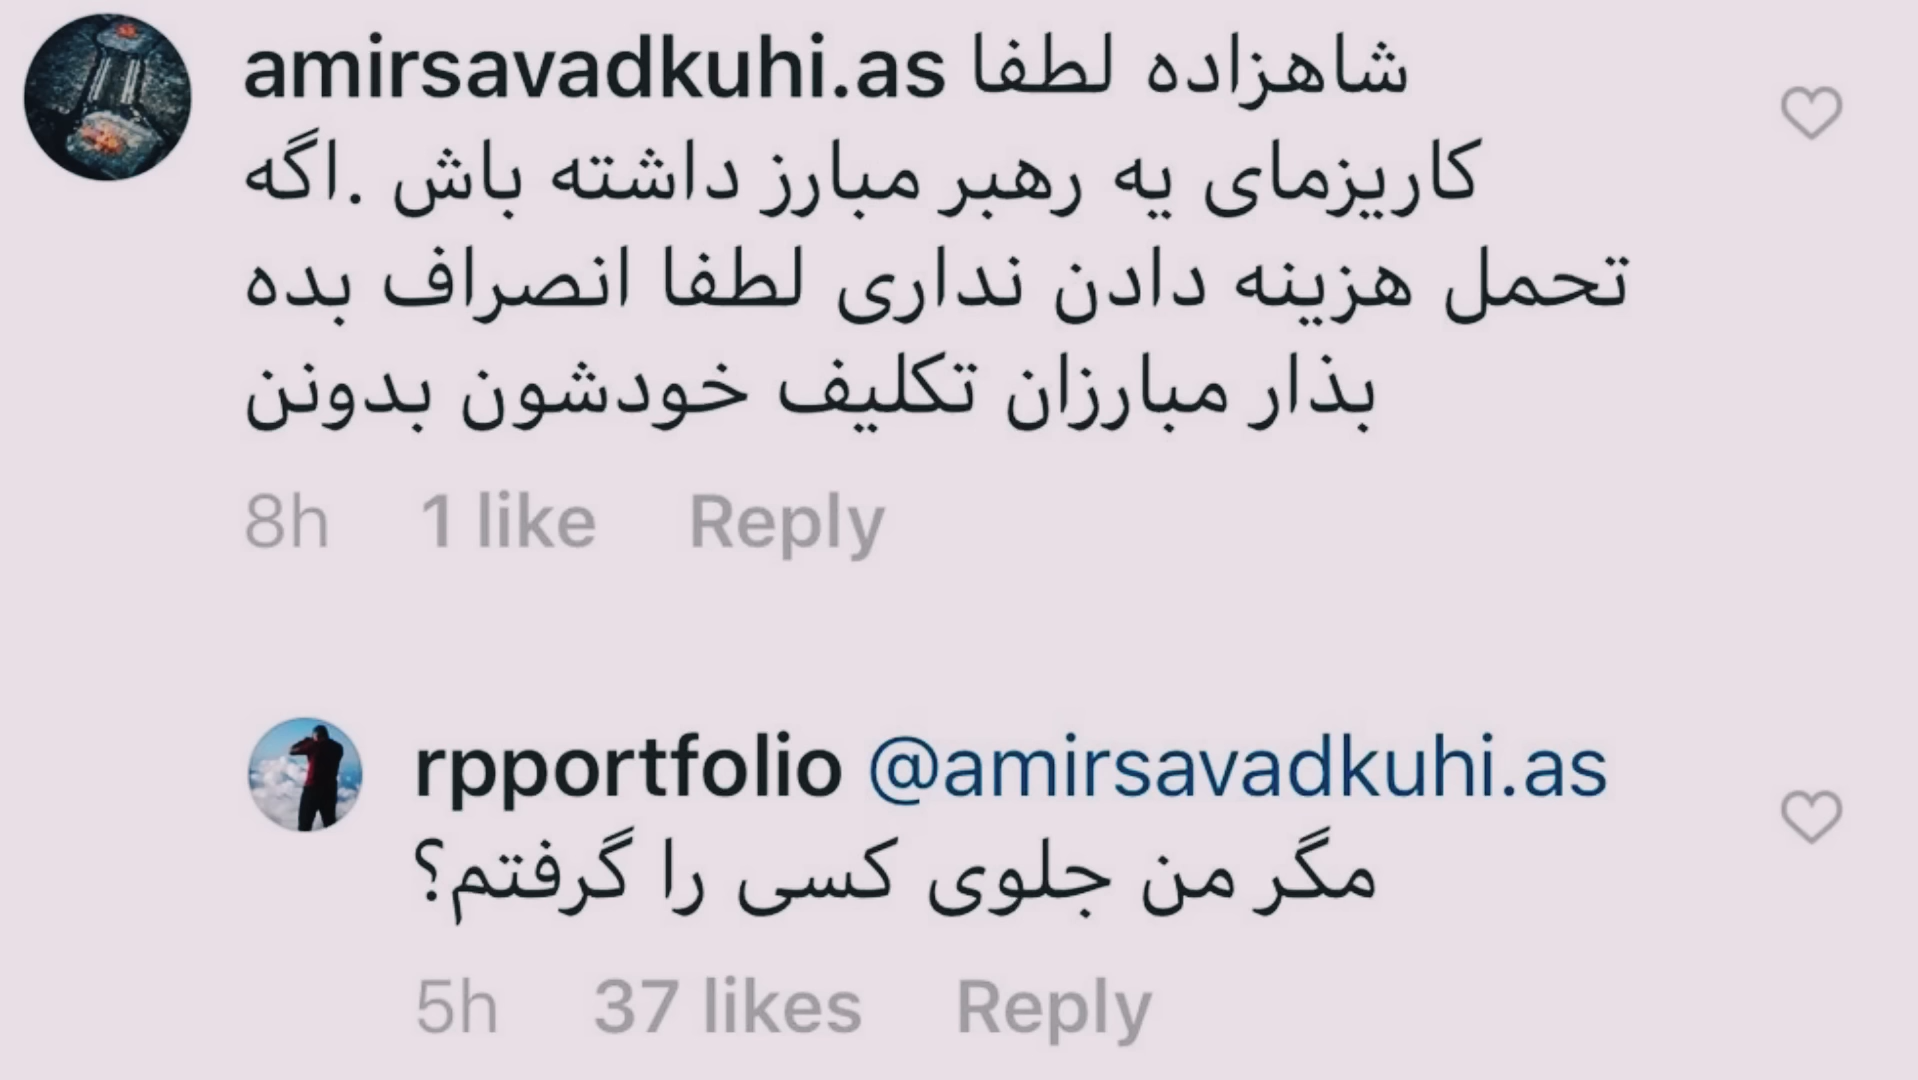 amirsavadkuhi.as شاهزاده لطفا
کاریزمای یه رهبر مبارز داشته باش .اگه
تحمل هزینه دادن نداری لطفا انصراف بده
بذار مبارزان تکلیف خودشون بدونن
8h 1 like Reply
rpportfolio @amirsavadkuhi.as
مگر من جلوی کسی را گرفتم؟
5h 37 likes Reply